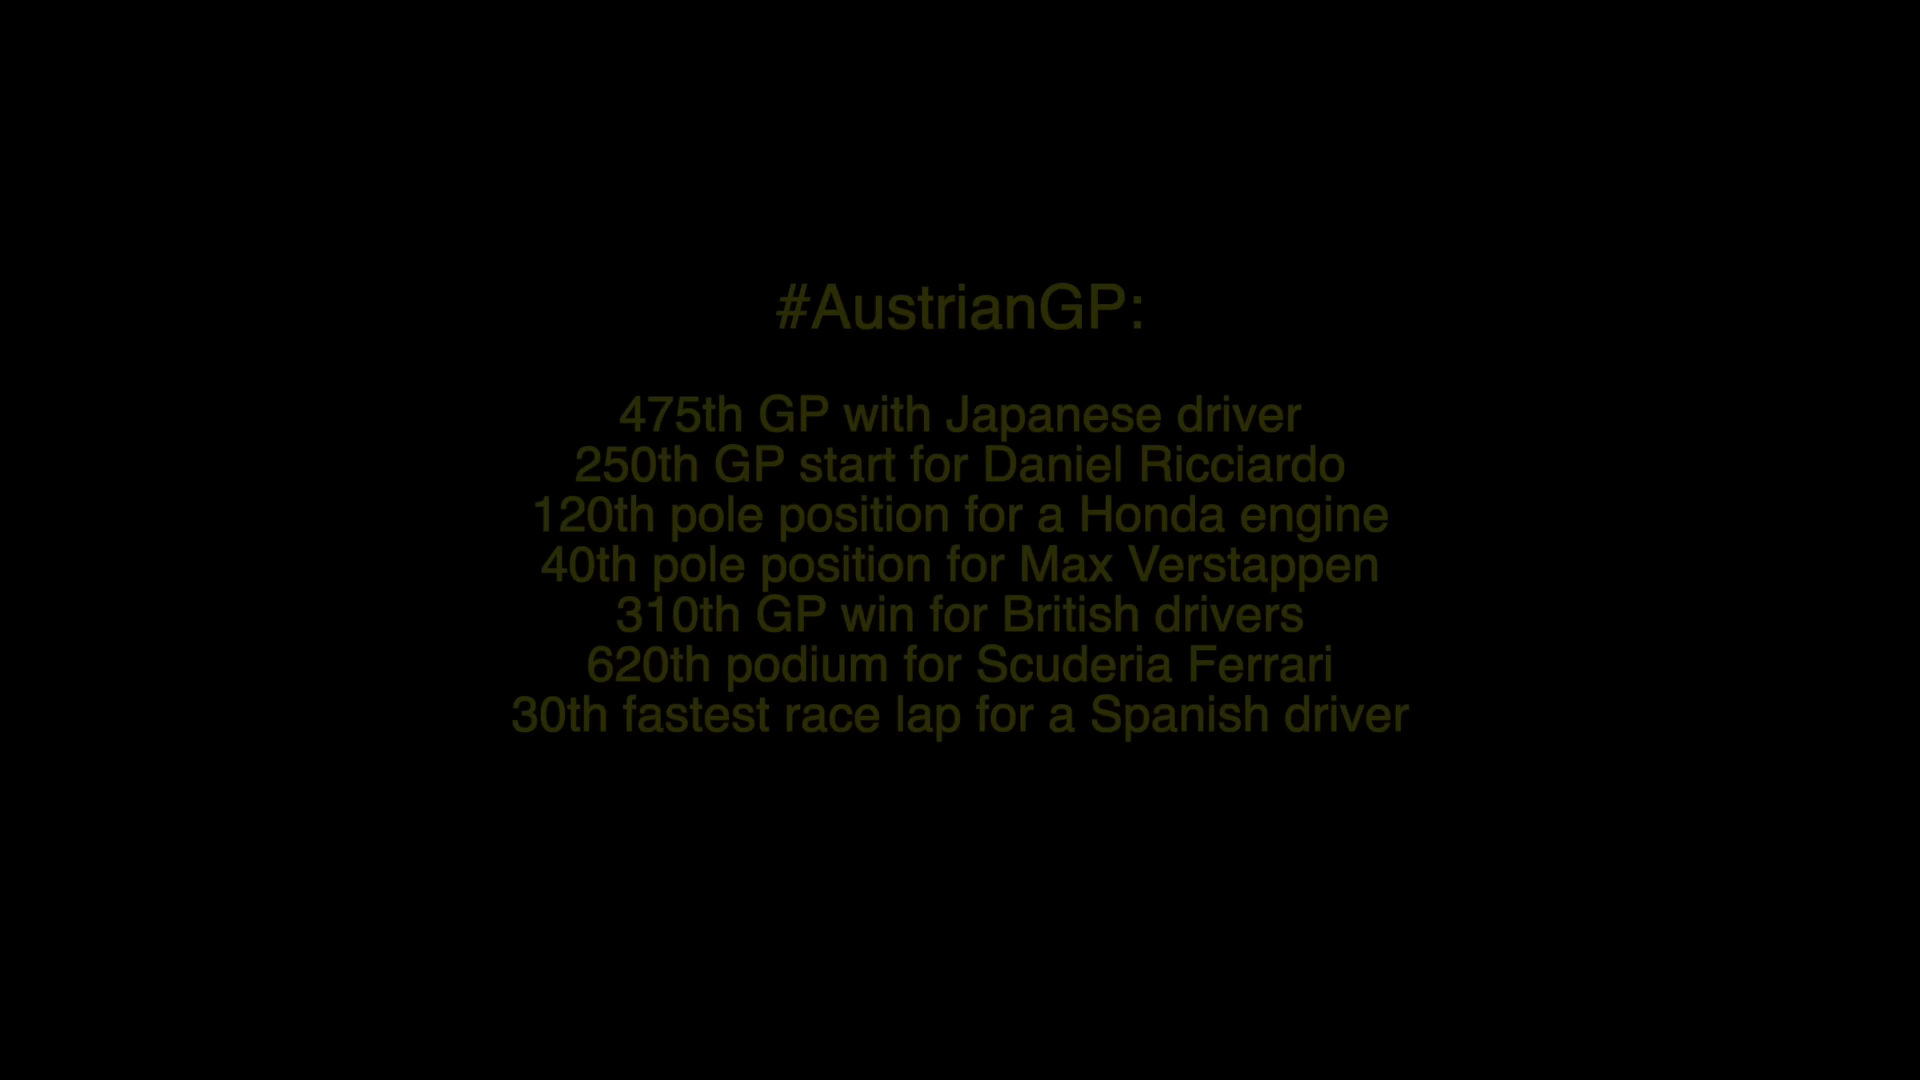 #AustrianGP:
475th GP with Japanese driver
250th GP start for Daniel Ricciardo
120th pole position for a Honda engine
40th pole position for Max Verstappen
310th GP win for British drivers
620th podium for Scuderia Ferrari
30th fastest race lap for a Spanish driver